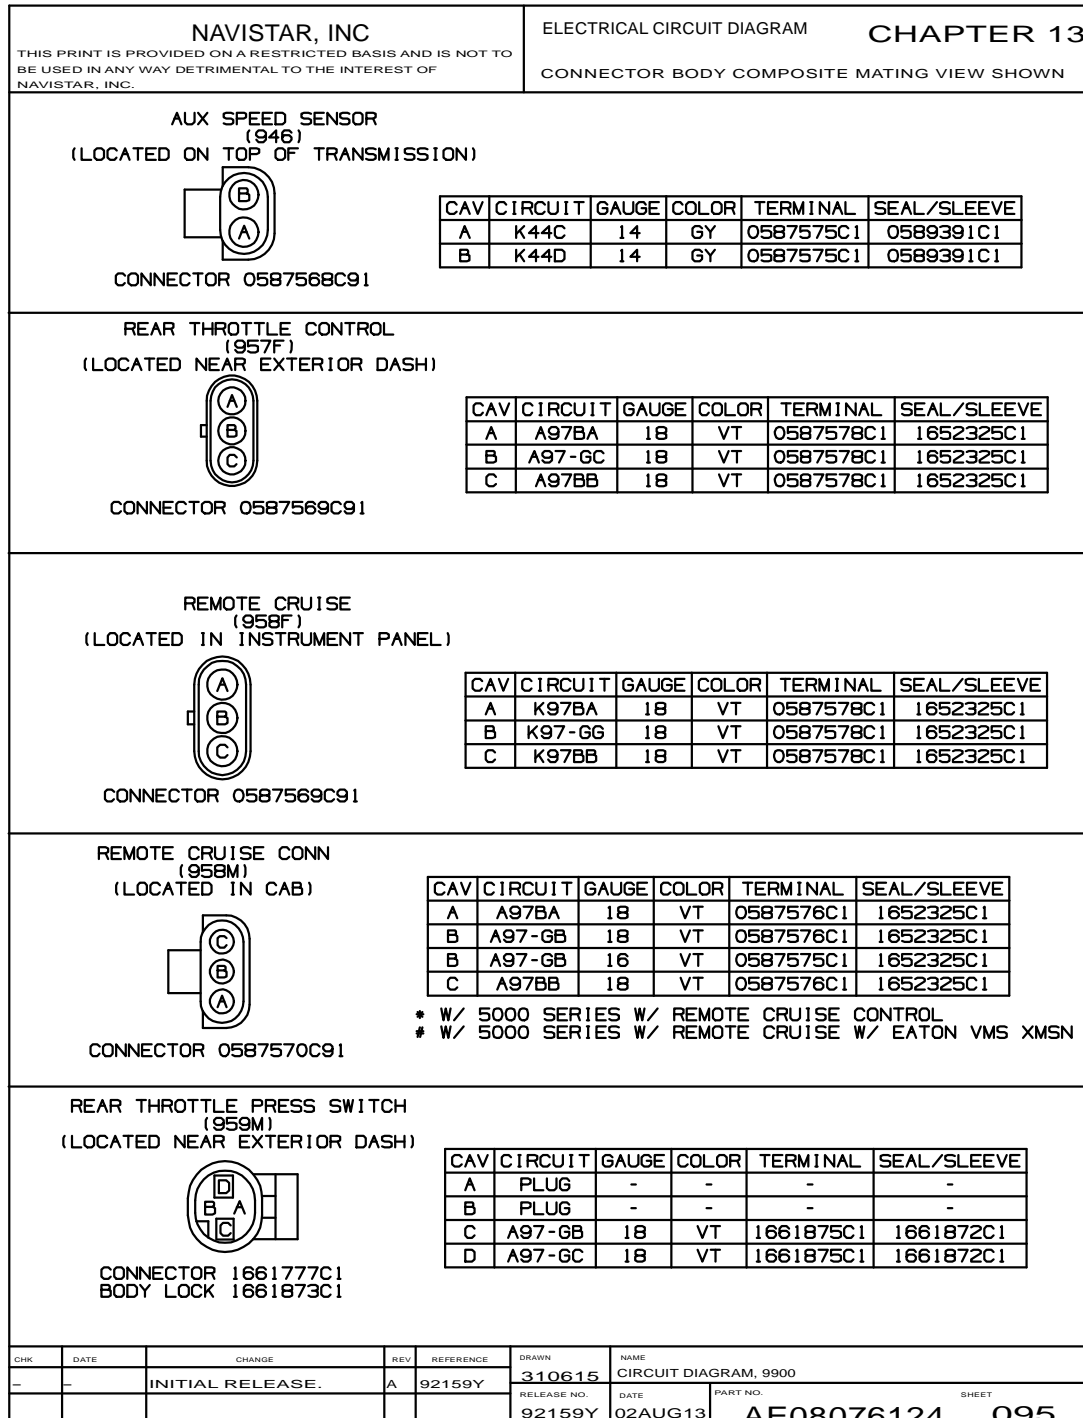 NAVISTAR, INC
THIS PRINT IS PROVIDED ON A RESTRICTED BASIS AND IS NOT TO
BE USED IN ANY WAY DETRIMENTAL TO THE INTEREST OF
NAVISTAR, INC.
ELECTRICAL CIRCUIT DIAGRAM CHAPTER 13
CONNECTOR BODY COMPOSITE MATING VIEW SHOWN
AUX SPEED SENSOR
(946)
(LOCATED ON TOP OF TRANSMISSION)
B
A
CONNECTOR 0587568C91
CAV CIRCUIT GAUGE COLOR TERMINAL SEAL/SLEEVE
A K44C 14 GY 0587575C1 0589391C1
B K44D 14 GY 0587575C1 0589391C1
REAR THROTTLE CONTROL
(957F)
(LOCATED NEAR EXTERIOR DASH)
A
B
C
CONNECTOR 0587569C91
CAV CIRCUIT GAUGE COLOR TERMINAL SEAL/SLEEVE
A A97BA 18 VT 0587578C1 1652325C1
B A97-GC 18 VT 0587578C1 1652325C1
C A97BB 18 VT 0587578C1 1652325C1
REMOTE CRUISE
(958F)
(LOCATED IN INSTRUMENT PANEL)
A
B
C
CONNECTOR 0587569C91
CAV CIRCUIT GAUGE COLOR TERMINAL SEAL/SLEEVE
A K97BA 18 VT 0587578C1 1652325C1
B K97-GG 18 VT 0587578C1 1652325C1
C K97BB 18 VT 0587578C1 1652325C1
REMOTE CRUISE CONN
(958M)
(LOCATED IN CAB)
C
B
A
CONNECTOR 0587570C91
CAV CIRCUIT GAUGE COLOR TERMINAL SEAL/SLEEVE
A A97BA 18 VT 0587576C1 1652325C1
B A97-GB 18 VT 0587576C1 1652325C1
B A97-GB 16 VT 0587575C1 1652325C1
C A97BB 18 VT 0587576C1 1652325C1
* W/ 5000 SERIES W/ REMOTE CRUISE CONTROL
# W/ 5000 SERIES W/ REMOTE CRUISE W/ EATON VMS XMSN
REAR THROTTLE PRESS SWITCH
(959M)
(LOCATED NEAR EXTERIOR DASH)
D
B A
C
CONNECTOR 1661777C1
BODY LOCK 1661873C1
CAV CIRCUIT GAUGE COLOR TERMINAL SEAL/SLEEVE
A PLUG - - - -
B PLUG - - - -
C A97-GB 18 VT 1661875C1 1661872C1
D A97-GC 18 VT 1661875C1 1661872C1
CHK DATE CHANGE REV REFERENCE
- - INITIAL RELEASE. A 92159Y
DRAWN
310615
NAME
CIRCUIT DIAGRAM, 9900
RELEASE NO.
92159Y
DATE
02AUG13
PART NO.
AE08076124
SHEET
095